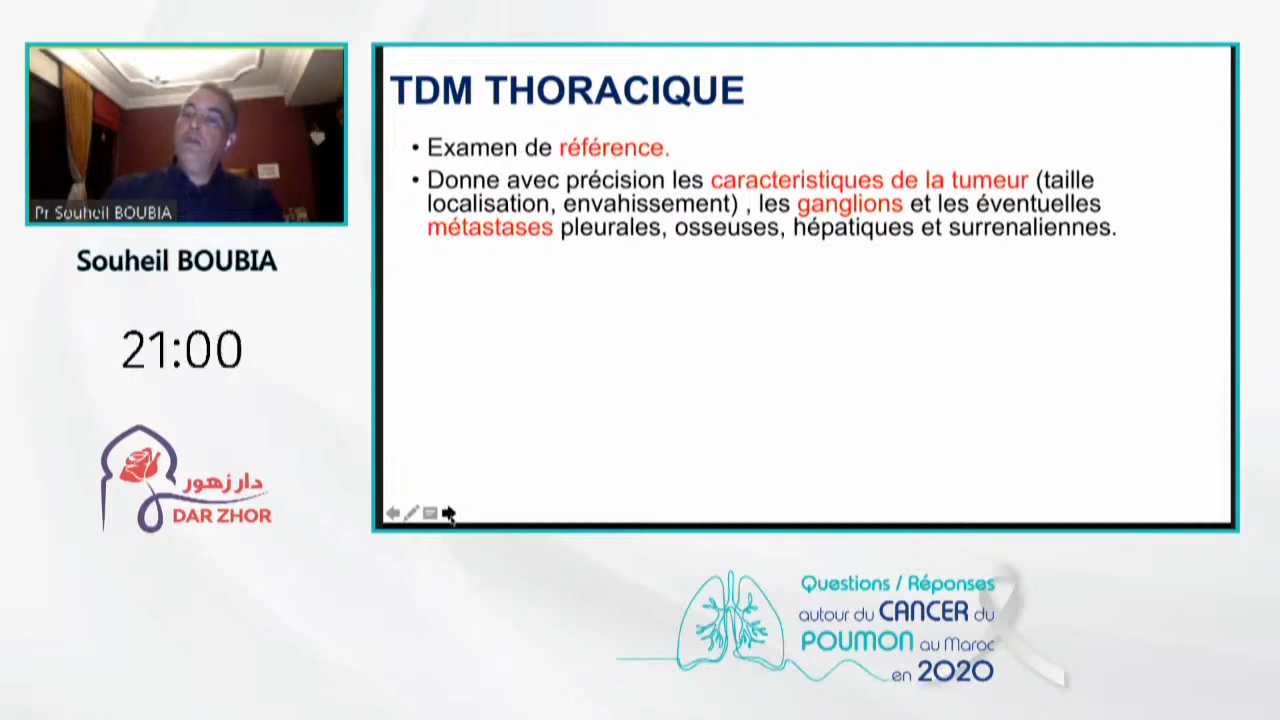 TDM THORACIQUE
• Examen de référence.
• Donne avec précision les caracteristiques de la tumeur (taille
localisation, envahissement) , les ganglions et les éventuelles
métastases pleurales, osseuses, hépatiques et surrenaliennes.
Pr Souheil BOUBIA
Souheil BOUBIA
21:00
دار زهور
DAR ZHOR
Questions / Réponses
autour du CANCER du
POUMON au Maroc
en 2020